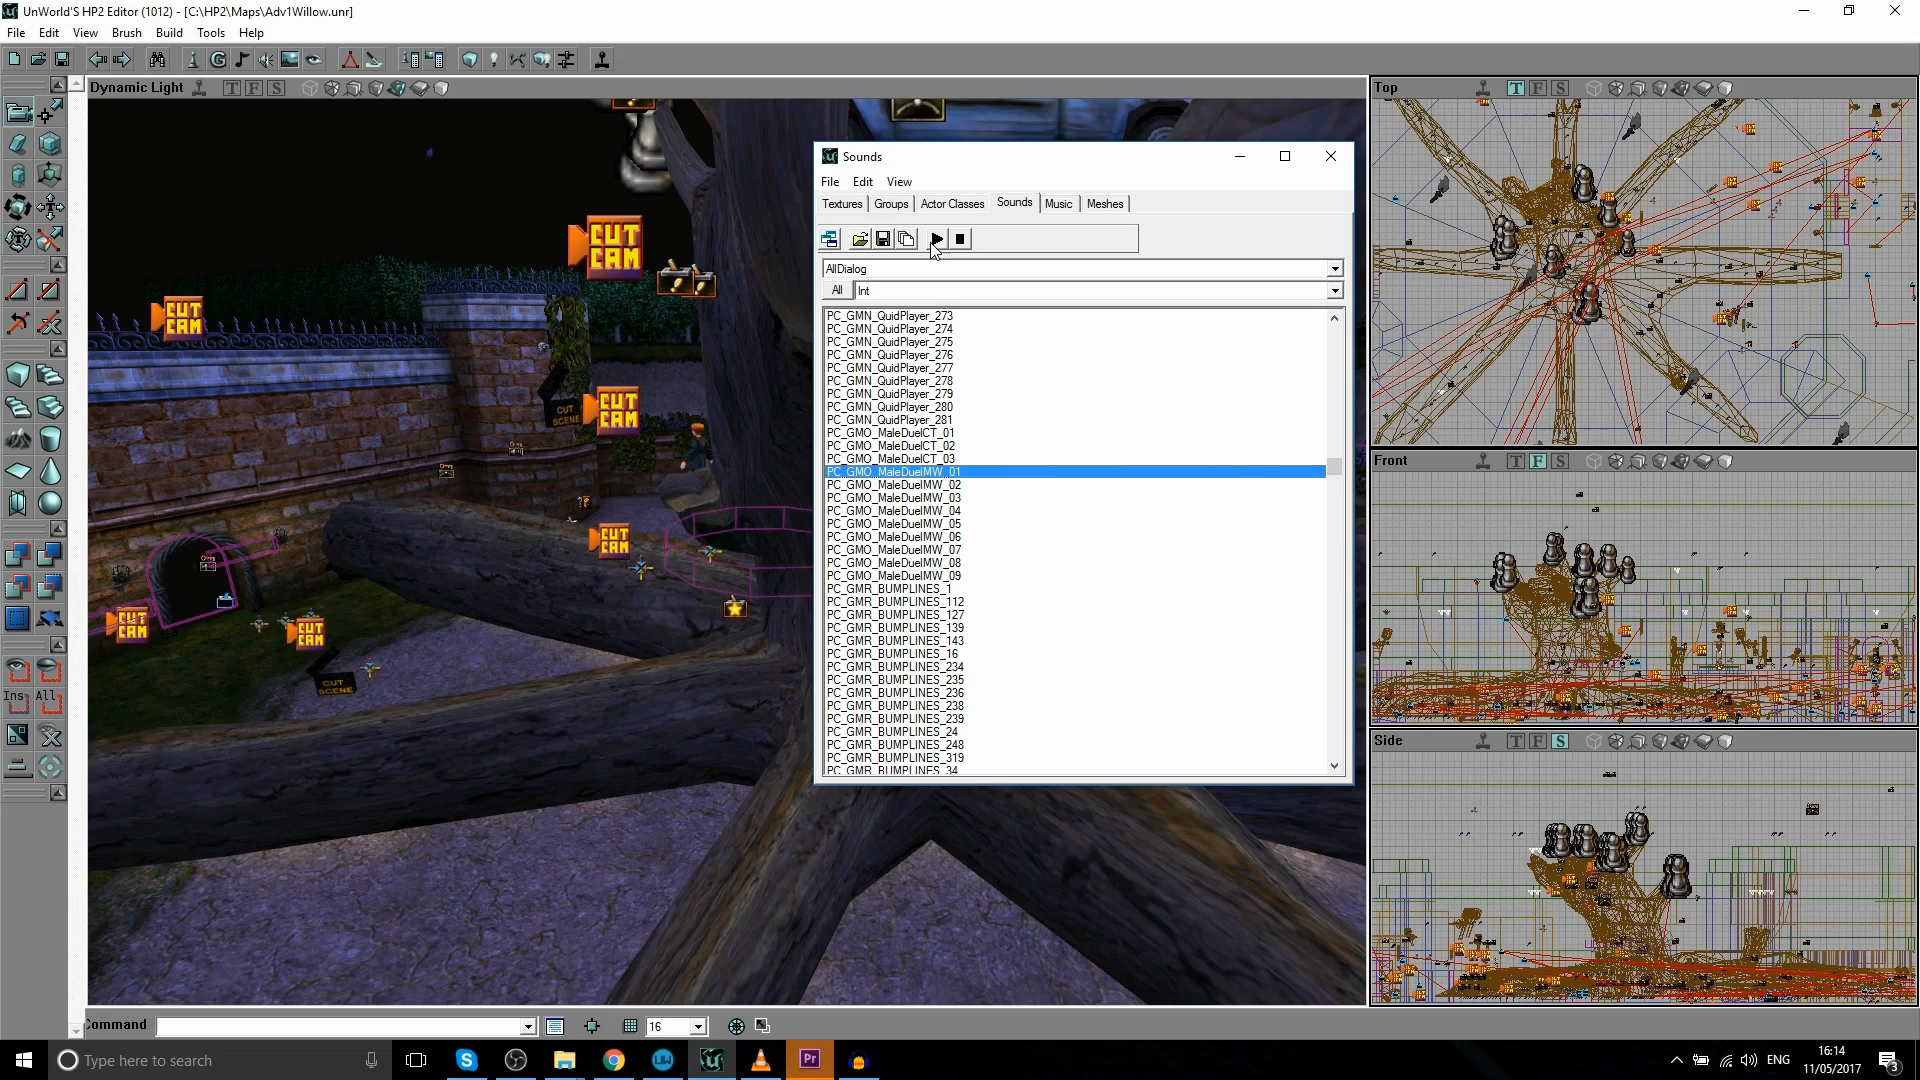 UnWorld'S HP2 Editor (1012) - [C:\HP2\Maps\Adv1Willow.unr]
File Edit View Brush Build Tools Help
Dynamic Light T F S
Top T F S
CUT CAM
CUT CAM
CUT SCENE
CUT CAM
CUT CAM
CUT CAM
CUT CAM
CUT SCENE
Sounds
File Edit View
Textures Groups Actor Classes Sounds Music Meshes
AllDialog
All Int
PC_GMN_QuidPlayer_273
PC_GMN_QuidPlayer_274
PC_GMN_QuidPlayer_275
PC_GMN_QuidPlayer_276
PC_GMN_QuidPlayer_277
PC_GMN_QuidPlayer_278
PC_GMN_QuidPlayer_279
PC_GMN_QuidPlayer_280
PC_GMN_QuidPlayer_281
PC_GMO_MaleDuelCT_01
PC_GMO_MaleDuelCT_02
PC_GMO_MaleDuelCT_03
PC_GMO_MaleDuelMW_01
PC_GMO_MaleDuelMW_02
PC_GMO_MaleDuelMW_03
PC_GMO_MaleDuelMW_04
PC_GMO_MaleDuelMW_05
PC_GMO_MaleDuelMW_06
PC_GMO_MaleDuelMW_07
PC_GMO_MaleDuelMW_08
PC_GMO_MaleDuelMW_09
PC_GMR_BUMPLINES_1
PC_GMR_BUMPLINES_112
PC_GMR_BUMPLINES_127
PC_GMR_BUMPLINES_139
PC_GMR_BUMPLINES_143
PC_GMR_BUMPLINES_16
PC_GMR_BUMPLINES_234
PC_GMR_BUMPLINES_235
PC_GMR_BUMPLINES_236
PC_GMR_BUMPLINES_238
PC_GMR_BUMPLINES_239
PC_GMR_BUMPLINES_24
PC_GMR_BUMPLINES_248
PC_GMR_BUMPLINES_319
PC_GMR_BUMPLINES_34
Front T F S
Side T F S
Ins All
Command 16
Type here to search
Pr
ENG
16:14
11/05/2017
3